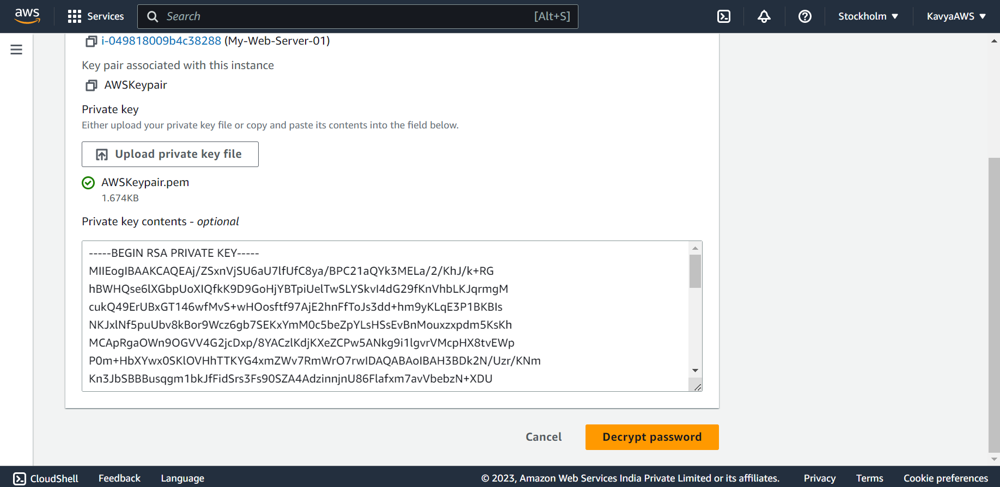 aws
Services
Search
[Alt+S]
Stockholm
KavyaAWS
i-049818009b4c38288 (My-Web-Server-01)
Key pair associated with this instance
AWSKeypair
Private key
Either upload your private key file or copy and paste its contents into the field below.
Upload private key file
AWSKeypair.pem
1.674KB
Private key contents - optional
-----BEGIN RSA PRIVATE KEY-----
MIIEogIBAAKCAQEAj/ZSxnVjSU6aU7lfUfC8ya/BPC21aQYk3MELa/2/KhJ/k+RG
hBWHQse6lXGbpUoXIQfkK9D9GoHjYBTpiUelTwSLYSkvI4dG29fKnVhbLKJqrmgM
cukQ49ErUBxGT146wfMvS+wHOosftf97AjE2hnFfToJs3dd+hm9yKLqE3P1BKBIs
NKJxlNf5puUbv8kBor9Wcz6gb7SEKxYmM0c5beZpYLsHSsEvBnMouxzxpdm5KsKh
MCApRgaOWn9OGVV4G2jcDxp/8YACzlKdjKXeZCPw5ANkg9i1lgvrVMcpHX8tvEWp
P0m+HbXYwx0SKlOVHhTTKYG4xmZWv7RmWrO7rwIDAQABAoIBAH3BDk2N/Uzr/KNm
Kn3JbSBBBusqgm1bkJfFidSrs3Fs90SZA4AdzinnjnU86Flafxm7avVbebzN+XDU
Cancel
Decrypt password
CloudShell
Feedback
Language
© 2023, Amazon Web Services India Private Limited or its affiliates.
Privacy
Terms
Cookie preferences